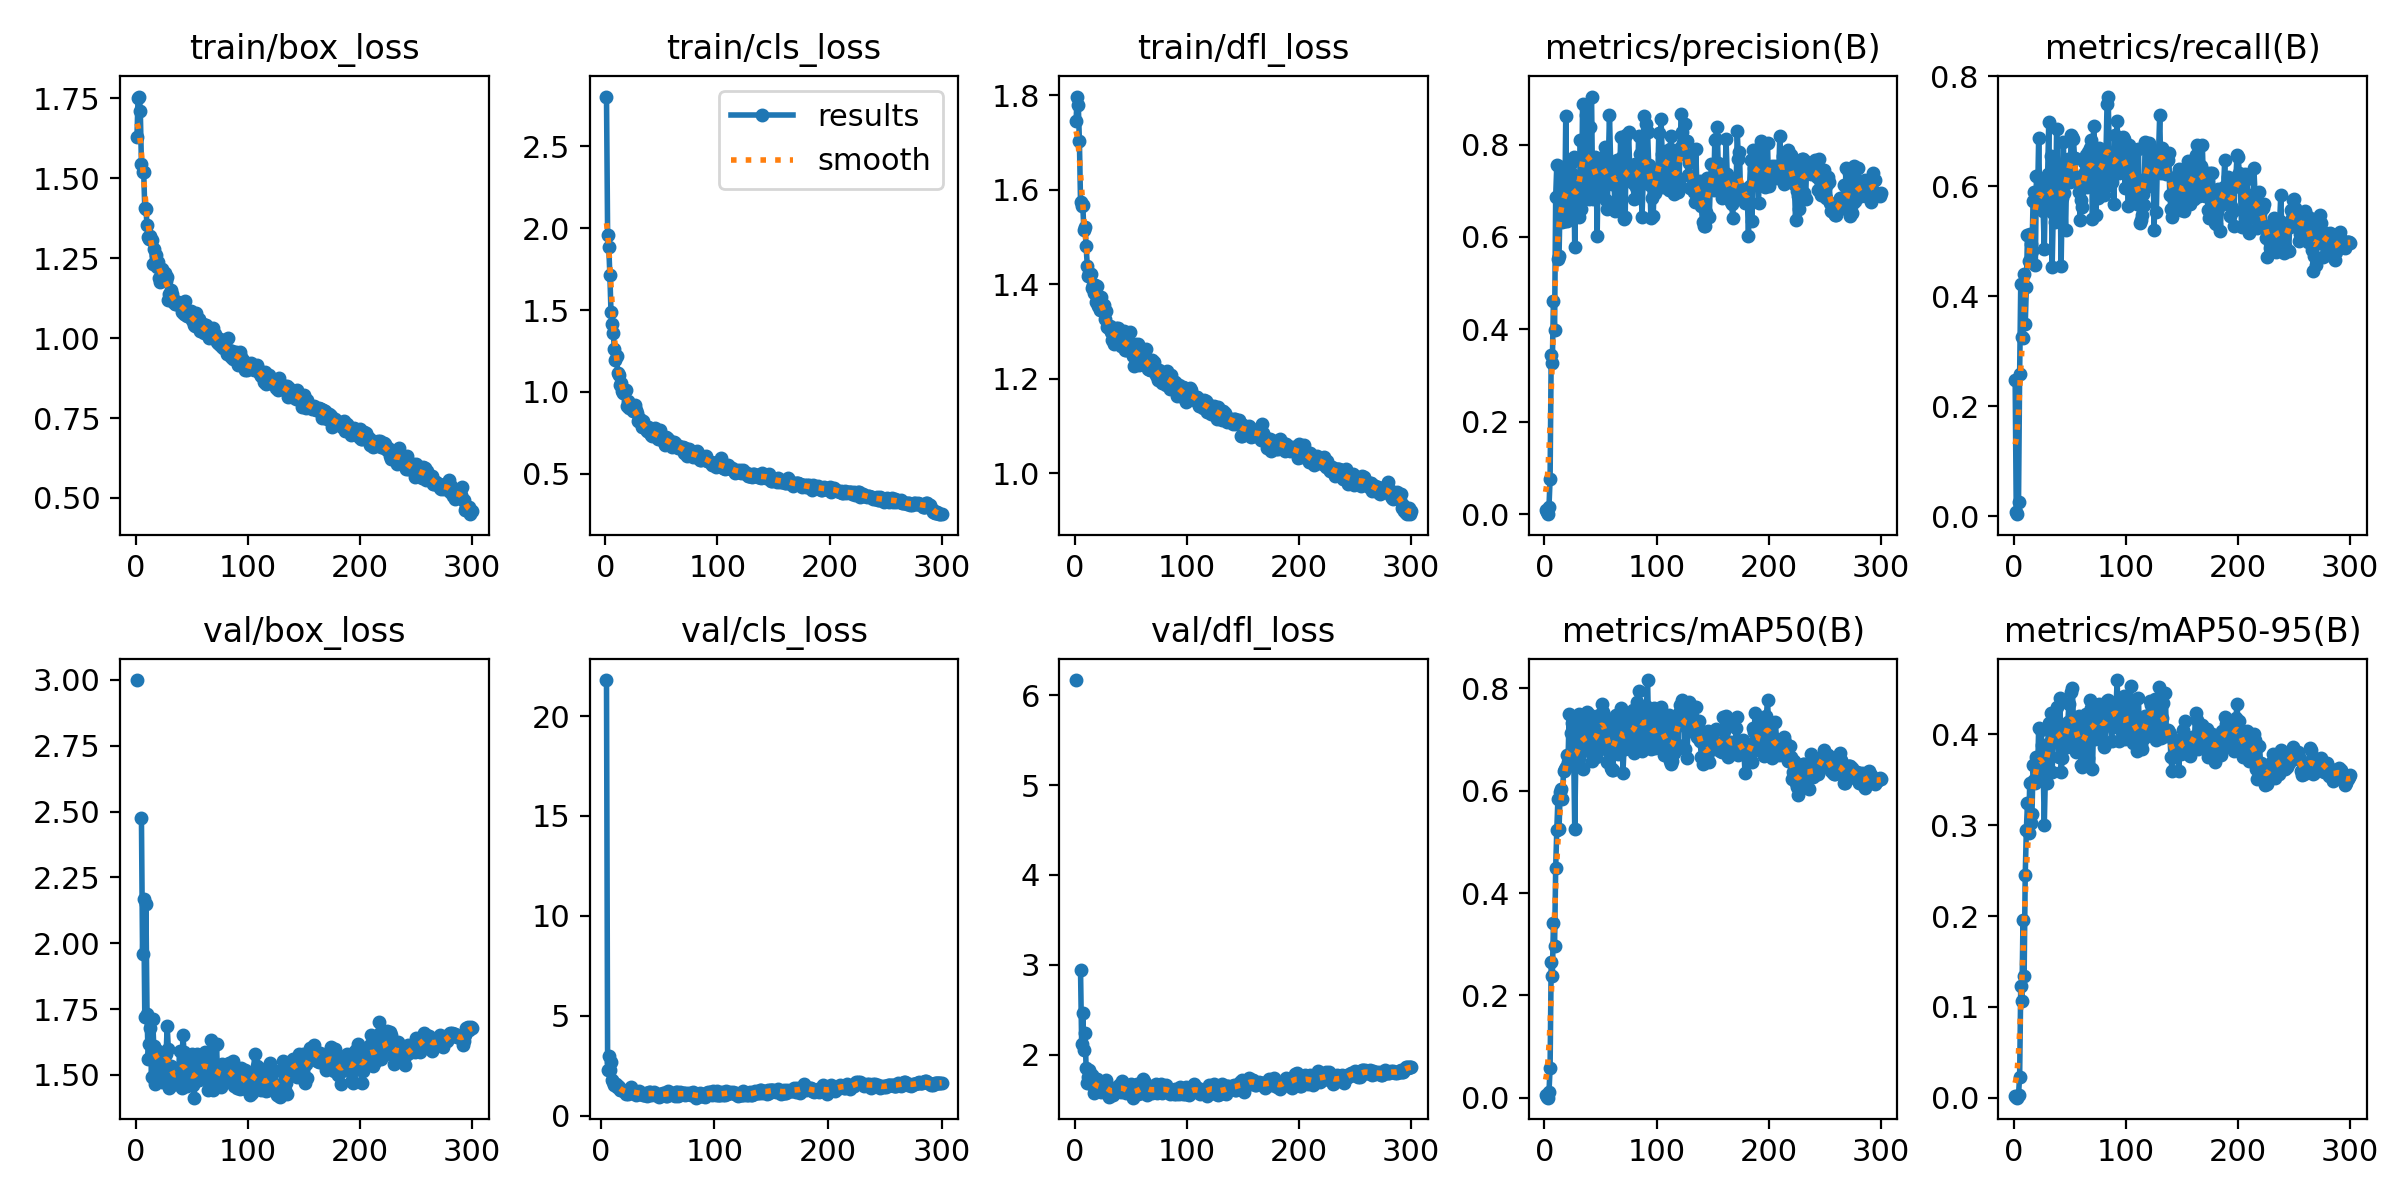 train/box_loss
1.75
1.50
1.25
1.00
0.75
0.50
0 100 200 300
train/cls_loss
results
smooth
2.5
2.0
1.5
1.0
0.5
0 100 200 300
train/dfl_loss
1.8
1.6
1.4
1.2
1.0
0 100 200 300
metrics/precision(B)
0.8
0.6
0.4
0.2
0.0
0 100 200 300
metrics/recall(B)
0.8
0.6
0.4
0.2
0.0
0 100 200 300
val/box_loss
3.00
2.75
2.50
2.25
2.00
1.75
1.50
0 100 200 300
val/cls_loss
20
15
10
5
0
0 100 200 300
val/dfl_loss
6
5
4
3
2
0 100 200 300
metrics/mAP50(B)
0.8
0.6
0.4
0.2
0.0
0 100 200 300
metrics/mAP50-95(B)
0.4
0.3
0.2
0.1
0.0
0 100 200 300